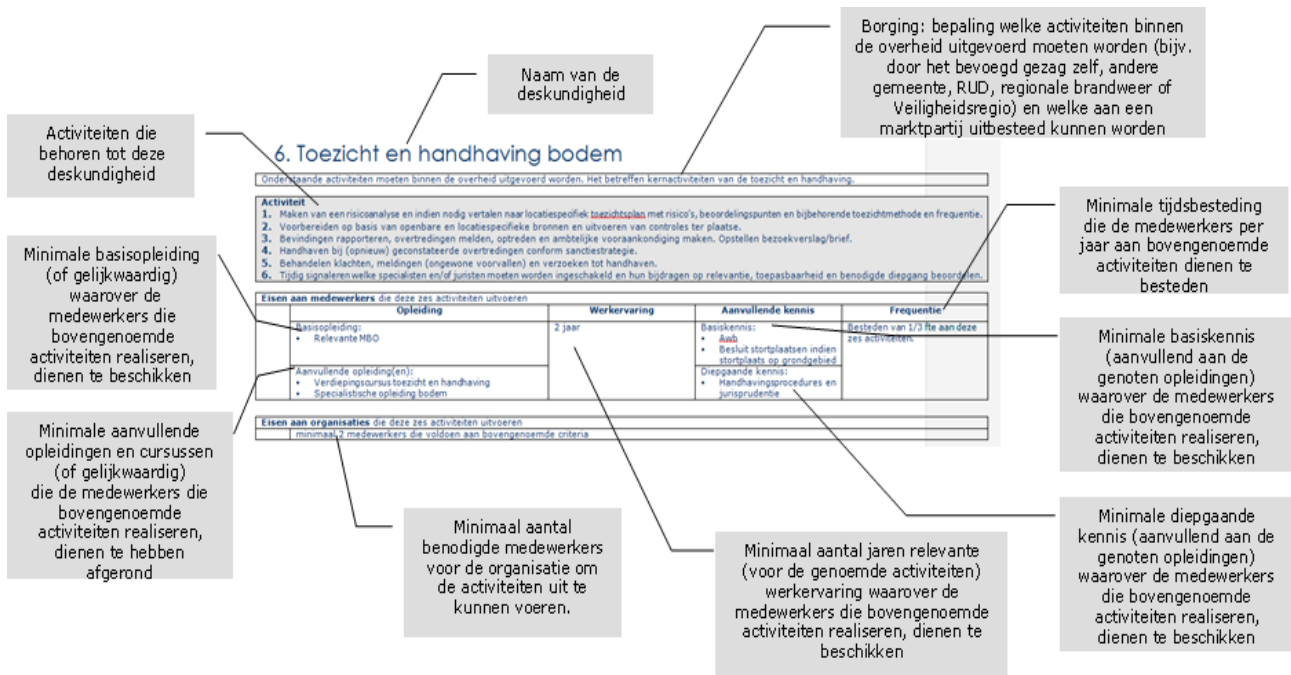 Borging: bepaling welke activiteiten binnen
de overheid uitgevoerd moeten worden (bijv.
door het bevoegd gezag zelf, andere
gemeente, RUD, regionale brandweer of
Veiligheidsregio) en welke aan een
marktpartij uitbesteed kunnen worden
Naam van de
deskundigheid
Activiteiten die
behoren tot deze
deskundigheid
6. Toezicht en handhaving bodem
Onderstaande activiteiten moeten binnen de overheid uitgevoerd worden. Het betreffen kernactiviteiten van de toezicht en handhaving.
Activiteit
1. Maken van een risicoanalyse en indien nodig vertalen naar locatiespecifiek toezichtsplan met risico's, beoordelingspunten en bijbehorende toezichtmethode en frequentie.
2. Voorbereiden op basis van openbare en locatiespecifieke bronnen en uitvoeren van controles ter plaatse.
3. Bevindingen rapporteren, overtredingen melden, optreden en ambtelijke vooraankondiging maken. Opstellen bezoekverslag/brief.
4. Handhaven bij (opnieuw) geconstateerde overtredingen conform sanctiestrategie.
5. Behandelen klachten, meldingen (ongewone voorvallen) en verzoeken tot handhaven.
6. Tijdig signaleren welke specialisten en/of juristen moeten worden ingeschakeld en hun bijdragen op relevantie, toepasbaarheid en benodigde diepgang beoordelen.
Minimale tijdsbesteding
die de medewerkers per
jaar aan bovengenoemde
activiteiten dienen te
besteden
Minimale basisopleiding
(of gelijkwaardig)
waarover de
medewerkers die
bovengenoemde
activiteiten realiseren,
dienen te beschikken
Eisen aan medewerkers die deze zes activiteiten uitvoeren
Opleiding Werkervaring Aanvullende kennis Frequentie
Basisopleiding:
• Relevante MBO
2 jaar
Basiskennis:
• Awb
• Besluit stortplaatsen indien
stortplaats op grondgebied
Besteden van 1/3 fte aan deze
zes activiteiten.
Aanvullende opleiding(en):
• Verdiepingscursus toezicht en handhaving
• Specialistische opleiding bodem
Diepgaande kennis:
• Handhavingsprocedures en
jurisprudentie
Eisen aan organisaties die deze zes activiteiten uitvoeren
minimaal 2 medewerkers die voldoen aan bovengenoemde criteria
Minimale basiskennis
(aanvullend aan de
genoten opleidingen)
waarover de medewerkers
die bovengenoemde
activiteiten realiseren,
dienen te beschikken
Minimale aanvullende
opleidingen en cursussen
(of gelijkwaardig)
die de medewerkers die
bovengenoemde
activiteiten realiseren,
dienen te hebben
afgerond
Minimaal aantal
benodigde medewerkers
voor de organisatie om
de activiteiten uit te
kunnen voeren.
Minimaal aantal jaren relevante
(voor de genoemde activiteiten)
werkervaring waarover de
medewerkers die bovengenoemde
activiteiten realiseren, dienen te
beschikken
Minimale diepgaande
kennis (aanvullend aan de
genoten opleidingen)
waarover de medewerkers
die bovengenoemde
activiteiten realiseren,
dienen te beschikken